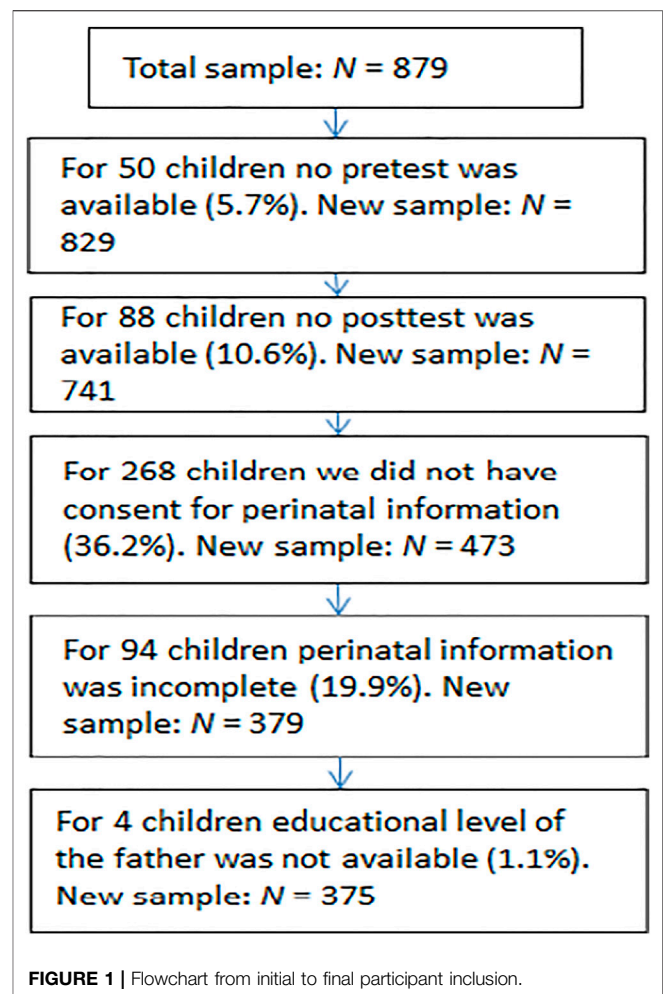 Total sample: N = 879
For 50 children no pretest was
available (5.7%). New sample: N =
829
For 88 children no posttest was
available (10.6%). New sample: N =
741
For 268 children we did not have
consent for perinatal information
(36.2%). New sample: N = 473
For 94 children perinatal information
was incomplete (19.9%). New
sample: N = 379
For 4 children educational level of
the father was not available (1.1%).
New sample: N = 375
FIGURE 1 | Flowchart from initial to final participant inclusion.